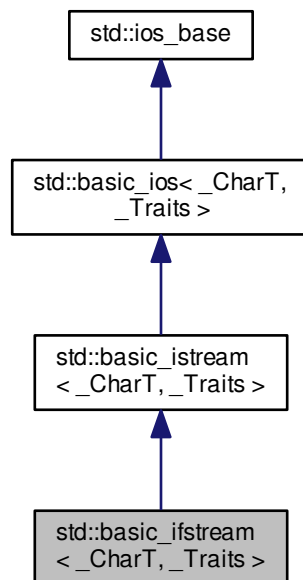 std::ios_base
std::basic_ios< _CharT,
_Traits >
std::basic_istream
< _CharT, _Traits >
std::basic_ifstream
< _CharT, _Traits >